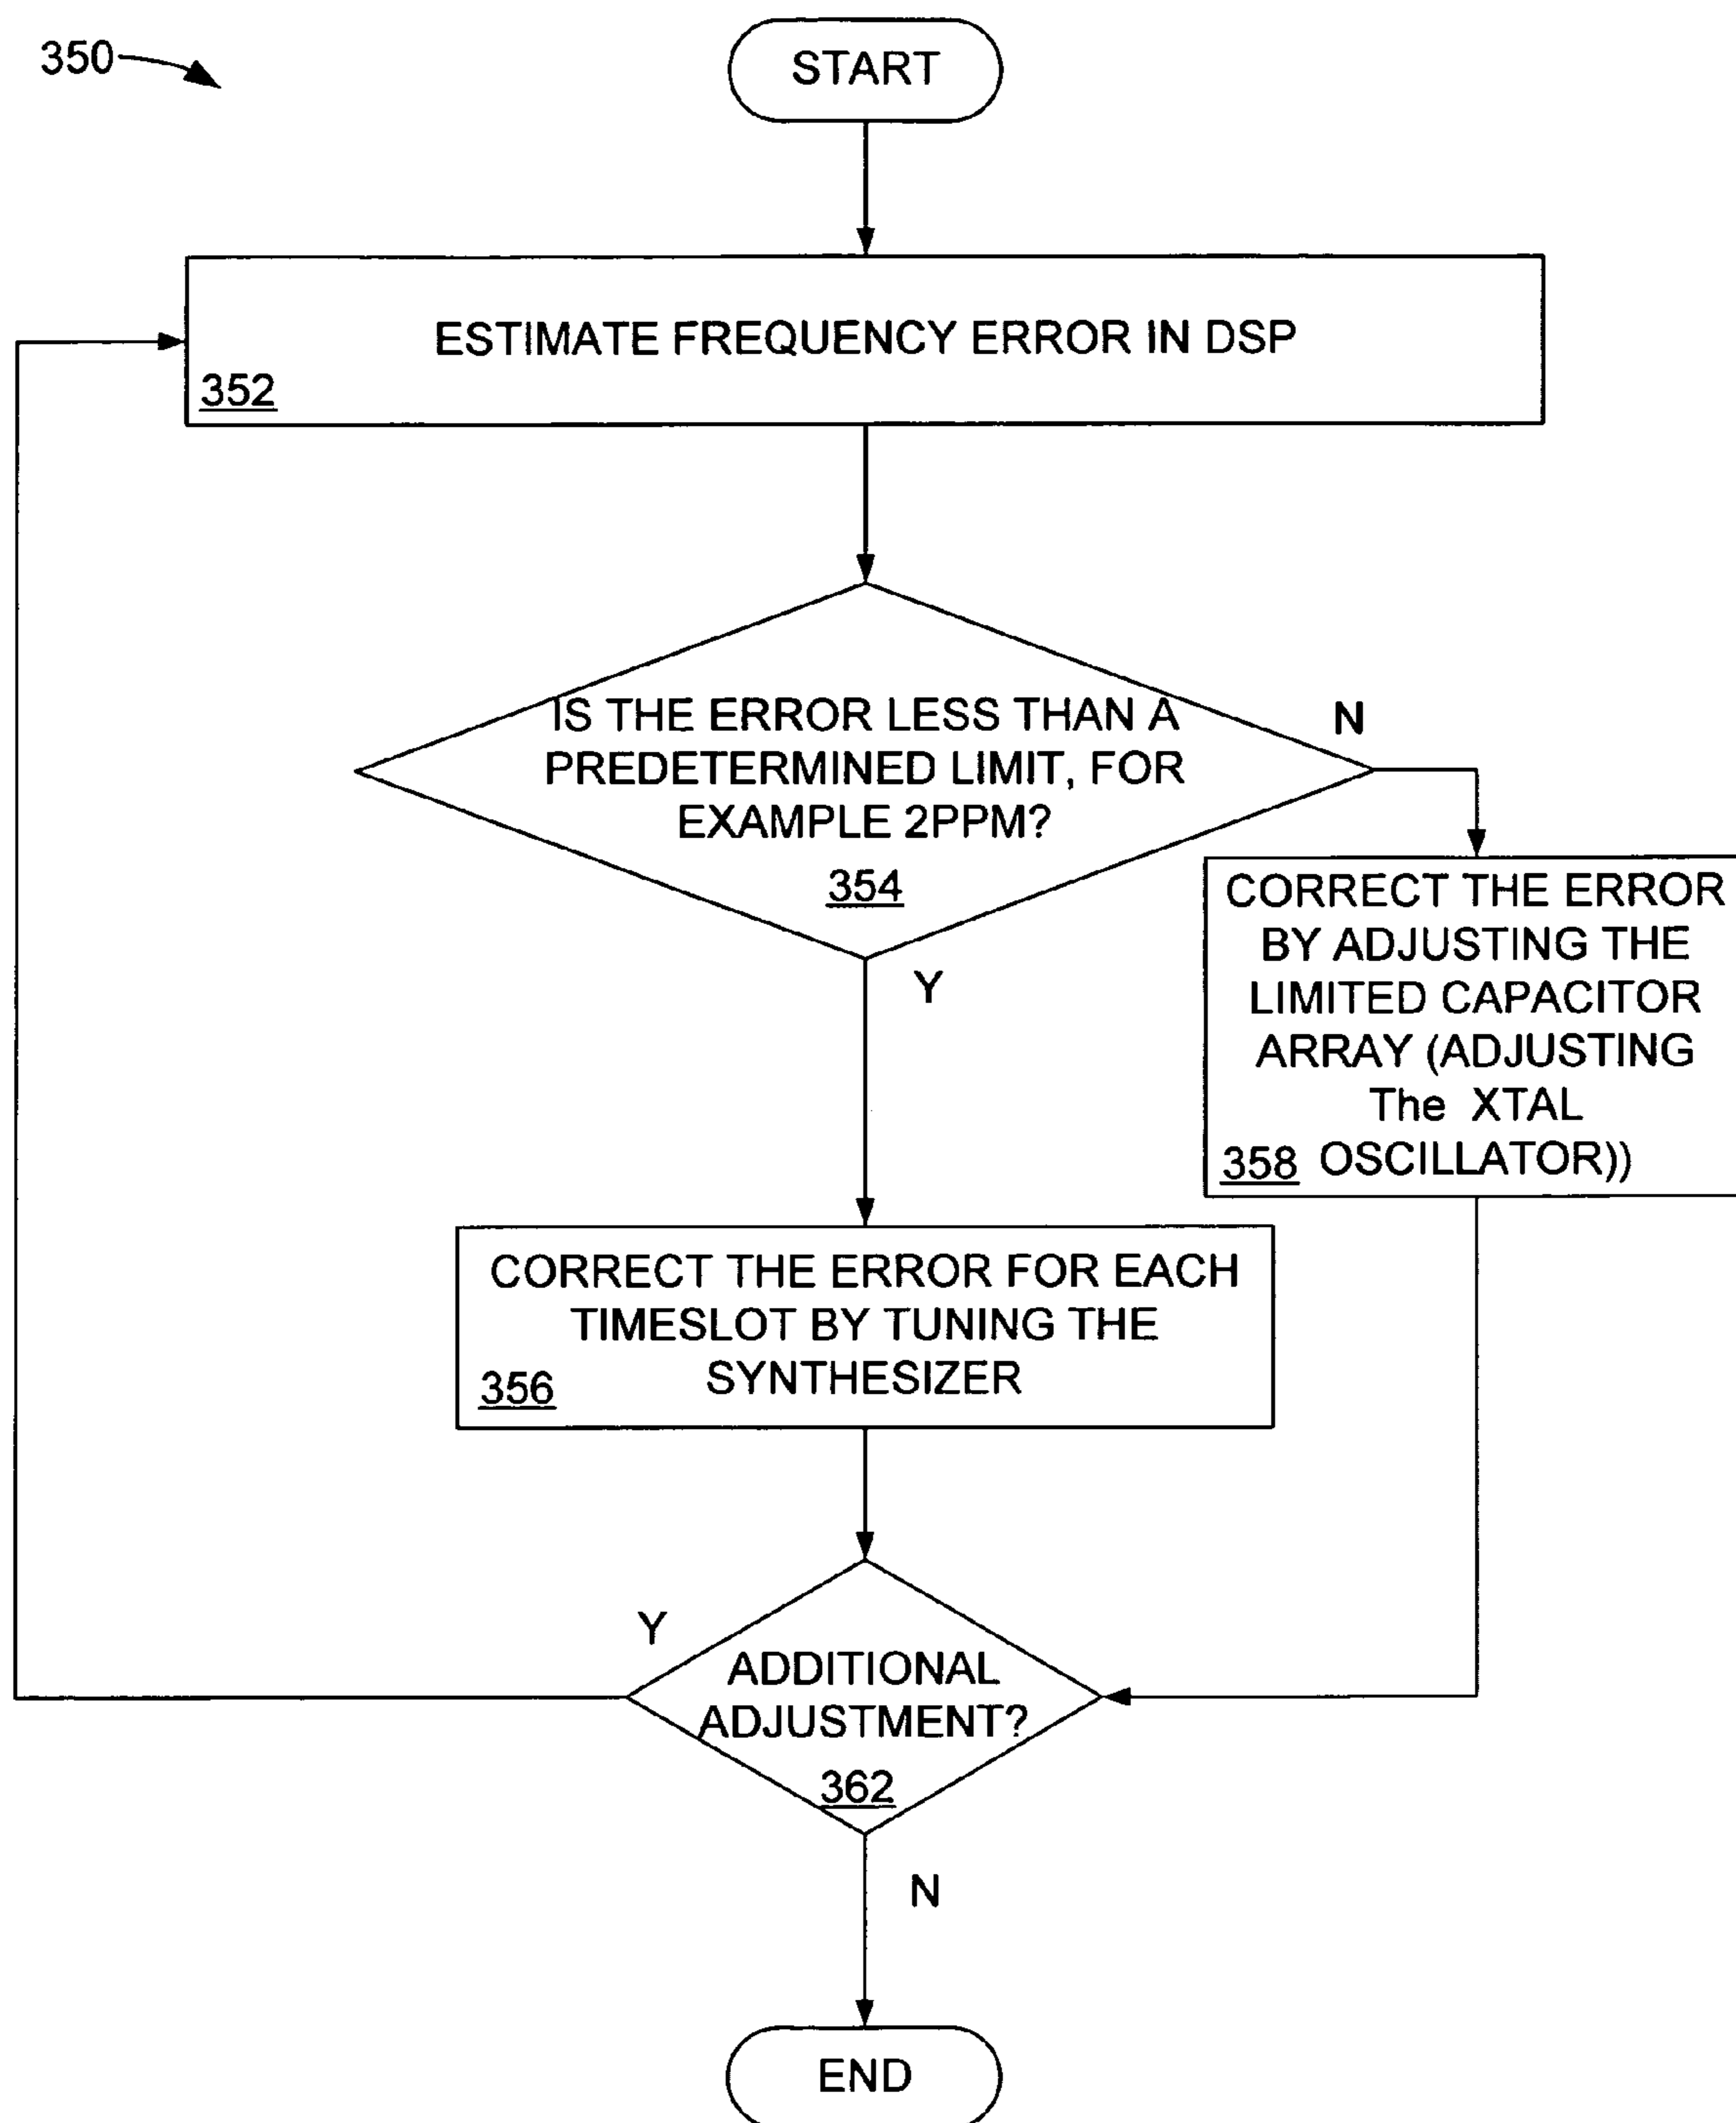 350
START
ESTIMATE FREQUENCY ERROR IN DSP
352
IS THE ERROR LESS THAN A
PREDETERMINED LIMIT, FOR
EXAMPLE 2PPM?
354
N
Y
CORRECT THE ERROR
BY ADJUSTING THE
LIMITED CAPACITOR
ARRAY (ADJUSTING
The XTAL
358 OSCILLATOR))
CORRECT THE ERROR FOR EACH
TIMESLOT BY TUNING THE
356 SYNTHESIZER
Y
ADDITIONAL
ADJUSTMENT?
362
N
END